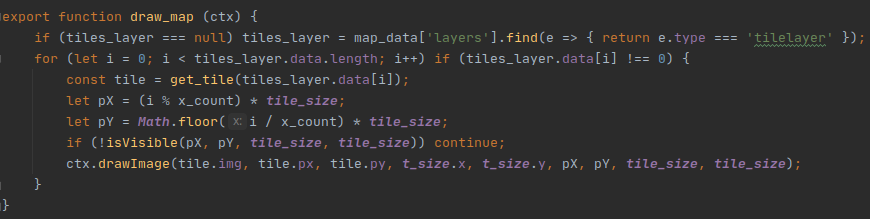 export function draw_map (ctx) {
    if (tiles_layer === null) tiles_layer = map_data['layers'].find(e => { return e.type === 'tilelayer' });
    for (let i = 0; i < tiles_layer.data.length; i++) if (tiles_layer.data[i] !== 0) {
        const tile = get_tile(tiles_layer.data[i]);
        let pX = (i % x_count) * tile_size;
        let pY = Math.floor( x: i / x_count) * tile_size;
        if (!isVisible(pX, pY, tile_size, tile_size)) continue;
        ctx.drawImage(tile.img, tile.px, tile.py, t_size.x, t_size.y, pX, pY, tile_size, tile_size);
    }
}